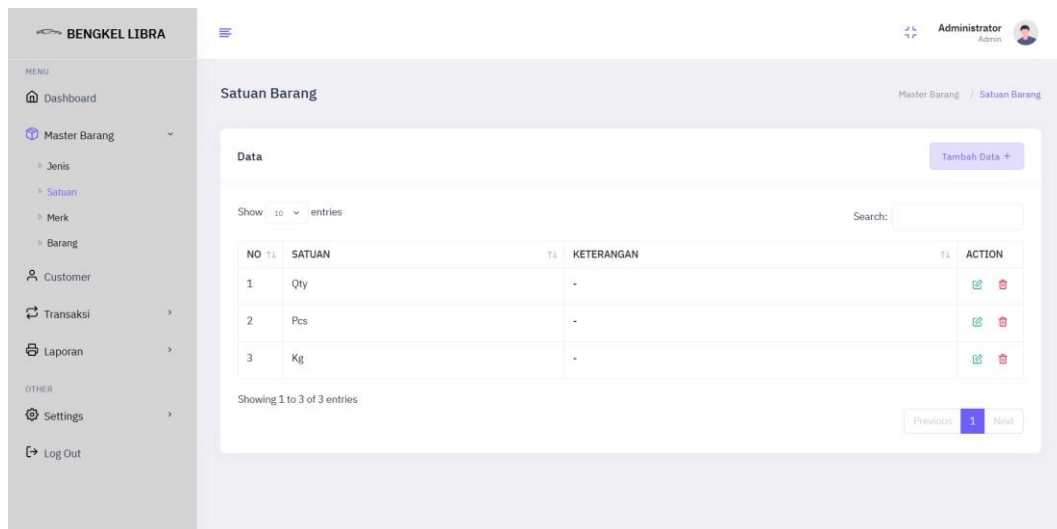 BENGKEL LIBRA
Administrator
Admin
MENU
Dashboard
Master Barang
Jenis
Satuan
Merk
Barang
Customer
Transaksi
Laporan
OTHER
Settings
Log Out
Satuan Barang
Master Barang / Satuan Barang
Data
Tambah Data +
Show 10 entries
Search:
NO SATUAN KETERANGAN ACTION
1 Qty -
2 Pcs -
3 Kg -
Showing 1 to 3 of 3 entries
Previous 1 Next